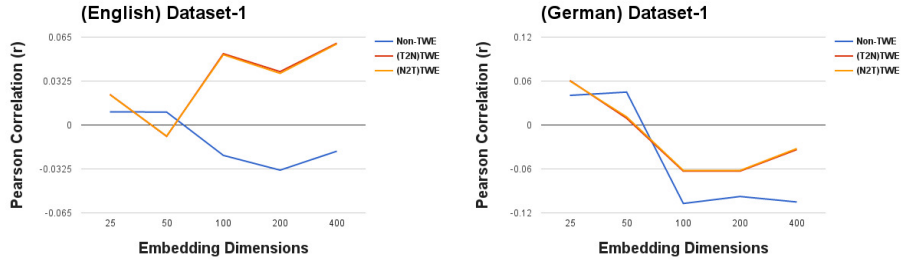 (English) Dataset-1
Pearson Correlation (r)
0.065
0.0325
0
-0.0325
-0.065
25 50 100 200 400
Embedding Dimensions
Non-TWE
(T2N)TWE
(N2T)TWE
(German) Dataset-1
Pearson Correlation (r)
0.12
0.06
0
-0.06
-0.12
25 50 100 200 400
Embedding Dimensions
Non-TWE
(T2N)TWE
(N2T)TWE